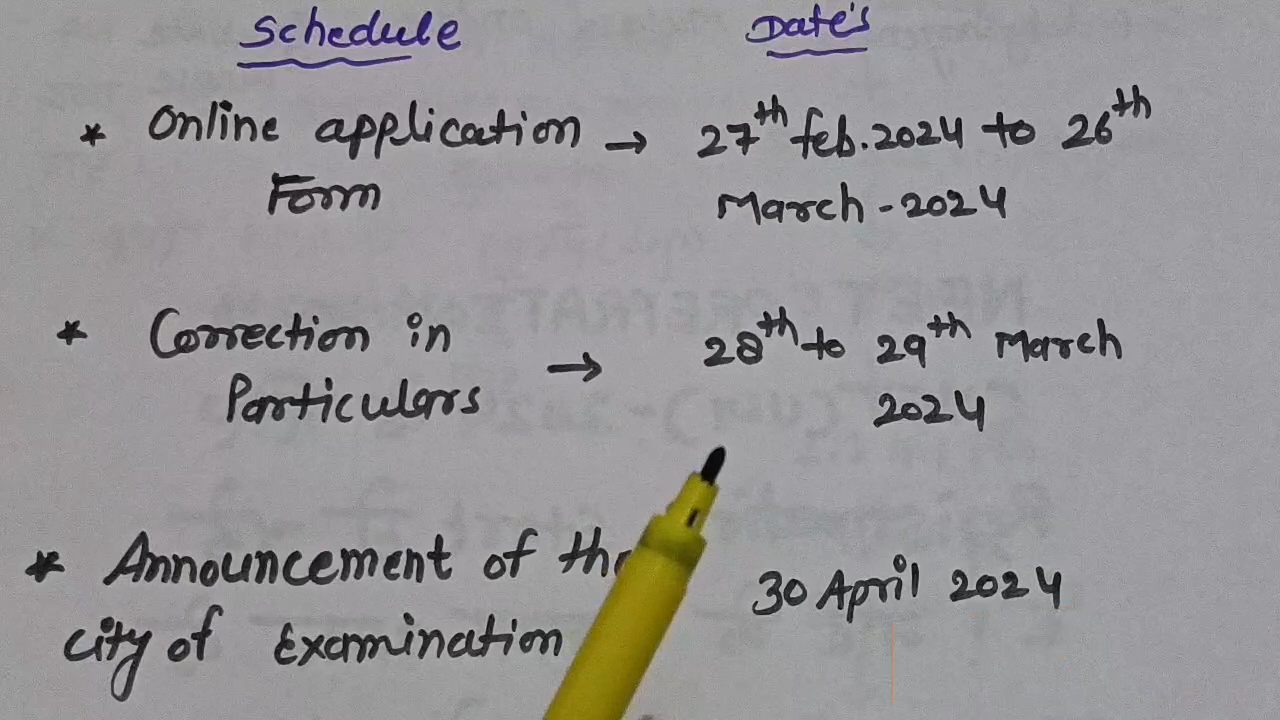 Schedule Date's
* Online application → 27th feb. 2024 to 26th
Form March - 2024
* Correction in → 28th to 29th March
Particulars 2024
* Announcement of the 30 April 2024
city of Examination